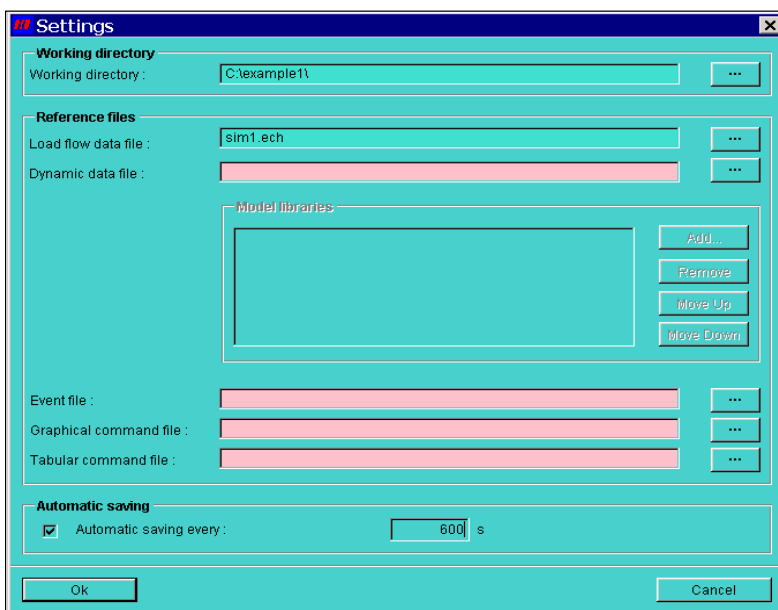 Settings
Working directory
Working directory : C:\example1\ ...
Reference files
Load flow data file : sim1.ech ...
Dynamic data file : ...
Model libraries
Add...
Remove
Move Up
Move Down
Event file : ...
Graphical command file : ...
Tabular command file : ...
Automatic saving
Automatic saving every : 600 s
Ok Cancel